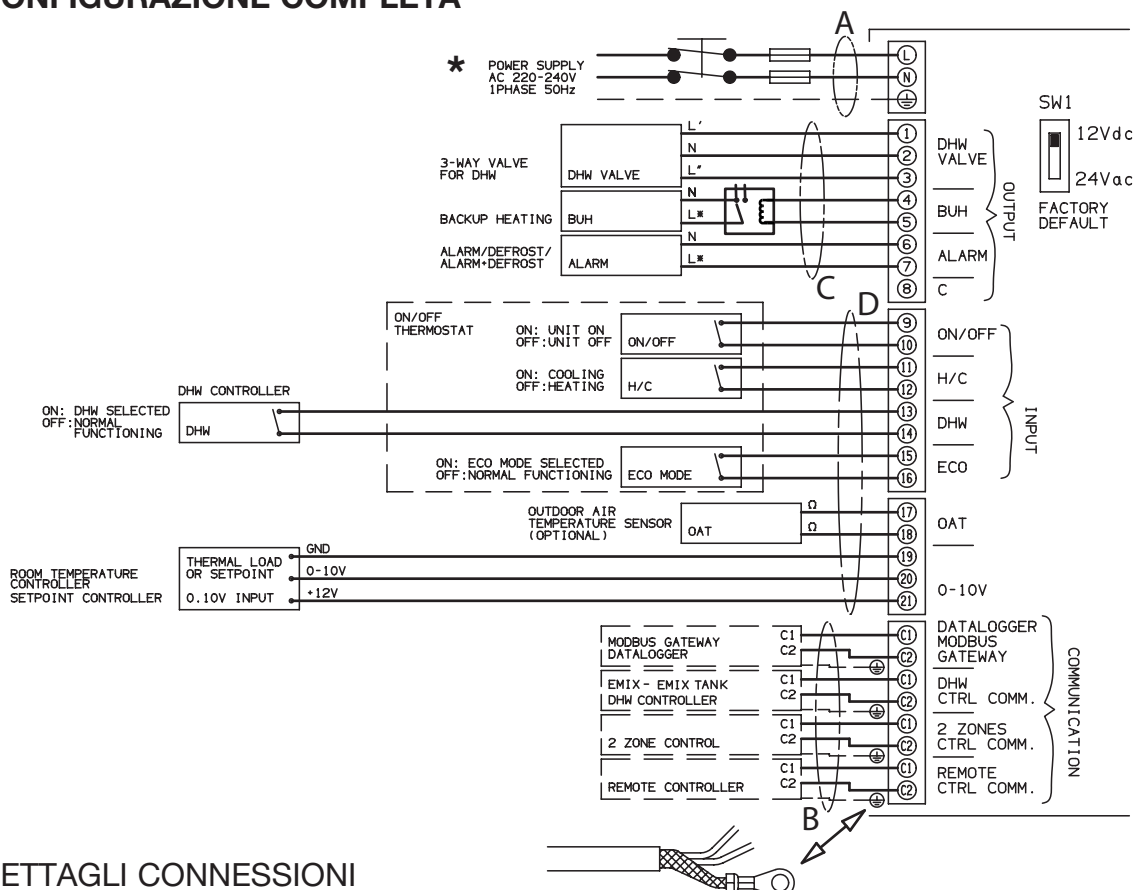 ONFIGURAZIONE COMPLETA
A
* POWER SUPPLY
AC 220-240V
1PHASE 50Hz
L
N
SW1
12Vdc
24Vac
FACTORY
DEFAULT
3-WAY VALVE
FOR DHW
DHW VALVE
L'
N
L"
1
2
3
DHW
VALVE
BACKUP HEATING
BUH
N
L*
4
5
BUH
ALARM/DEFROST/
ALARM+DEFROST
ALARM
N
L*
6
7
ALARM
8
C
OUTPUT
C
D
ON/OFF
THERMOSTAT
ON: UNIT ON
OFF:UNIT OFF
ON/OFF
9
10
ON/OFF
ON: COOLING
OFF:HEATING
H/C
11
12
H/C
DHW CONTROLLER
ON: DHW SELECTED
OFF:NORMAL
FUNCTIONING
DHW
13
14
DHW
ON: ECO MODE SELECTED
OFF:NORMAL FUNCTIONING
ECO MODE
15
16
ECO
INPUT
OUTDOOR AIR
TEMPERATURE SENSOR
(OPTIONAL)
OAT
Ω
Ω
17
18
OAT
ROOM TEMPERATURE
CONTROLLER
SETPOINT CONTROLLER
THERMAL LOAD
OR SETPOINT
0.10V INPUT
GND
0-10V
+12V
19
20
21
0-10V
MODBUS GATEWAY
DATALOGGER
C1
C2
C1
C2
DATALOGGER
MODBUS
GATEWAY
EMIX- EMIX TANK
DHW CONTROLLER
C1
C2
C1
C2
DHW
CTRL COMM.
2 ZONE CONTROL
C1
C2
C1
C2
2 ZONES
CTRL COMM.
REMOTE CONTROLLER
C1
C2
C1
C2
REMOTE
CTRL COMM.
COMMUNICATION
B
ETTAGLI CONNESSIONI